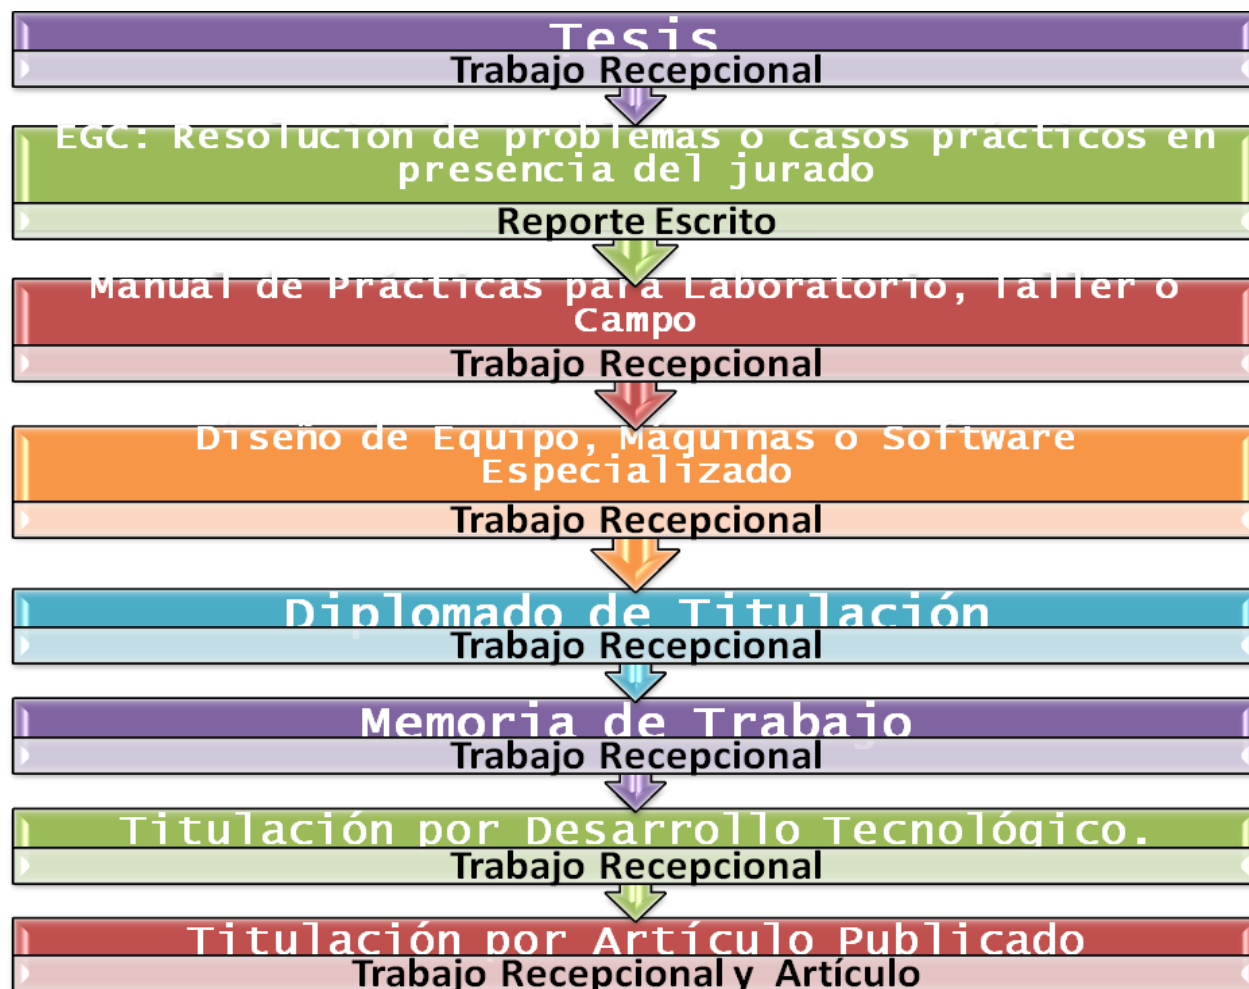 Tesis
Trabajo Recepcional
EGC: Resolución de problemas o casos prácticos en
presencia del jurado
Reporte Escrito
Manual de Prácticas para Laboratorio, Taller o
Campo
Trabajo Recepcional
Diseño de Equipo, Máquinas o Software
Especializado
Trabajo Recepcional
Diplomado de Titulación
Trabajo Recepcional
Memoria de Trabajo
Trabajo Recepcional
Titulación por Desarrollo Tecnológico.
Trabajo Recepcional
Titulación por Artículo Publicado
Trabajo Recepcional y Artículo